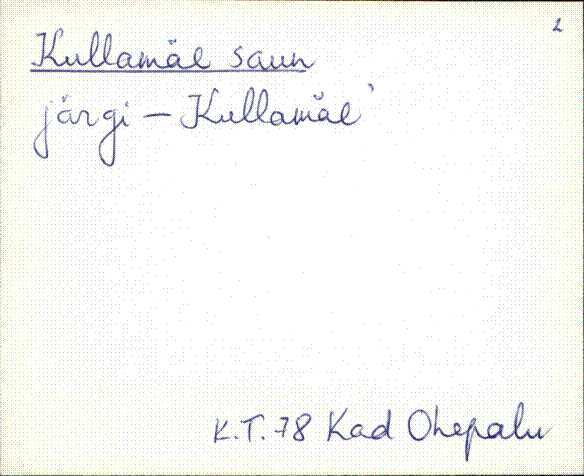 2
Kullamäe saun
järgi – Kullamäe'
K.T. 78 Kad Ohepalu